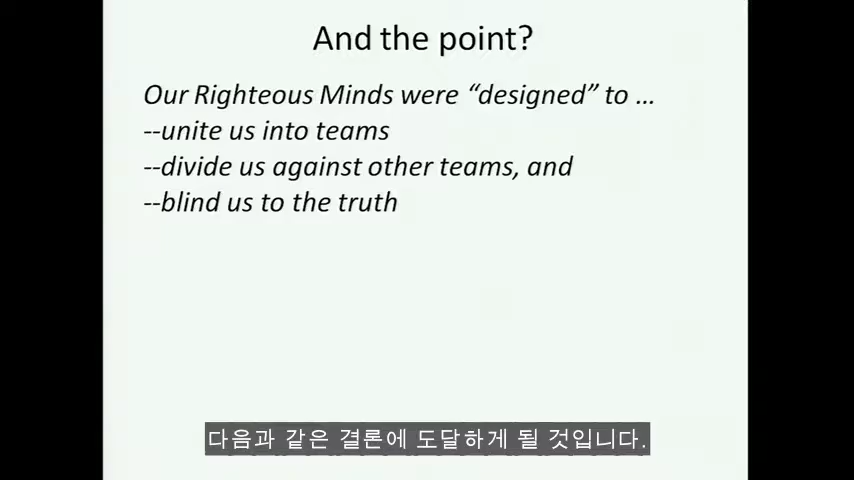 And the point?
Our Righteous Minds were “designed” to …
--unite us into teams
--divide us against other teams, and
--blind us to the truth
다음과 같은 결론에 도달하게 될 것입니다.